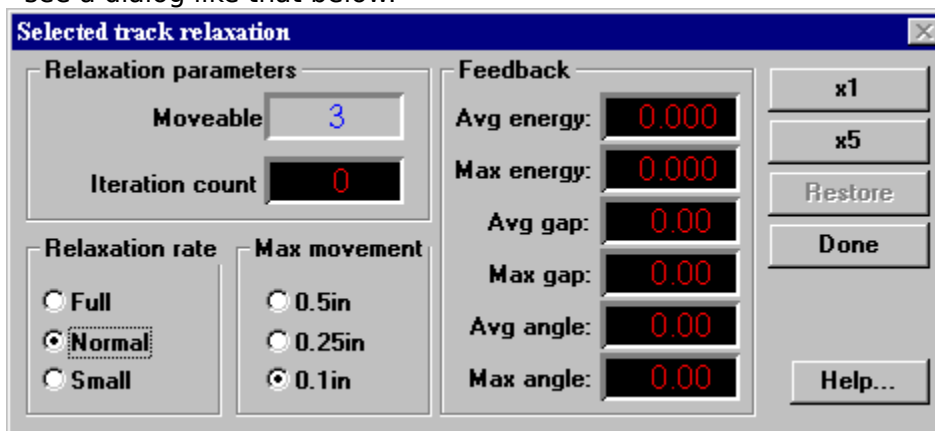 see a dialog like that below.
Selected track relaxation
Relaxation parameters
Moveable 3
Iteration count 0
Relaxation rate
Full
Normal
Small
Max movement
0.5in
0.25in
0.1in
Feedback
Avg energy: 0.000
Max energy: 0.000
Avg gap: 0.00
Max gap: 0.00
Avg angle: 0.00
Max angle: 0.00
x1
x5
Restore
Done
Help...